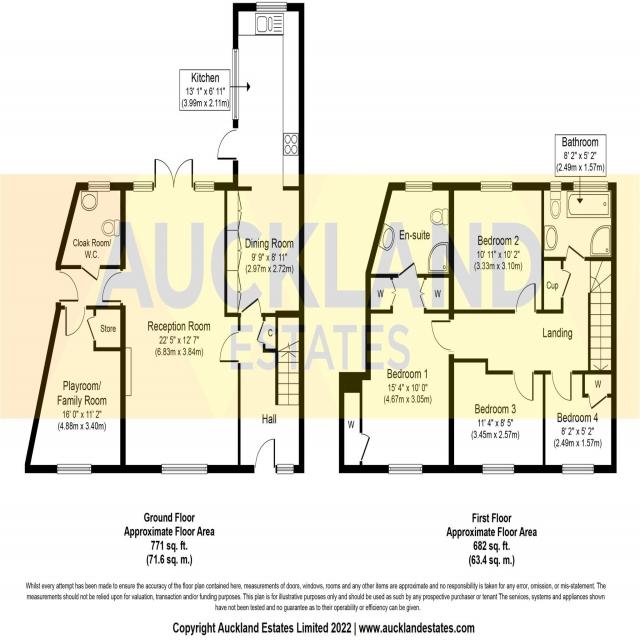 Kitchen
13' 1" x 6' 11"
(3.99m x 2.11m)
Bathroom
8' 2" x 5' 2"
(2.49m x 1.57m)
Cloak Room/
W.C.
Dining Room
9' 9" x 8' 11"
(2.97m x 2.72m)
En-suite
Bedroom 2
10' 11" x 10' 2"
(3.33m x 3.10m)
AUCKLAND
ESTATES
W
W
Cup
Store
Reception Room
22' 5" x 12' 7"
(6.83m x 3.84m)
C
Landing
Playroom/
Family Room
16' 0" x 11' 2"
(4.88m x 3.40m)
Hall
Bedroom 1
15' 4" x 10' 0"
(4.67m x 3.05m)
W
Bedroom 3
11' 4" x 8' 5"
(3.45m x 2.57m)
W
Bedroom 4
8' 2" x 5' 2"
(2.49m x 1.57m)
Ground Floor
Approximate Floor Area
771 sq. ft.
(71.6 sq. m.)
First Floor
Approximate Floor Area
682 sq. ft.
(63.4 sq. m.)
Whilst every attempt has been made to ensure the accuracy of the floor plan contained here, measurements of doors, windows, rooms and any other items are approximate and no responsibility is taken for any error, omission, or mis-statement. The
measurements should not be relied upon for valuation, transaction and/or funding purposes. This plan is for illustrative purposes only and should be used as such by any prospective purchaser or tenant The services, systems and appliances shown
have not been tested and no guarantee as to their operability or efficiency can be given.
Copyright Auckland Estates Limited 2022 | www.aucklandestates.com